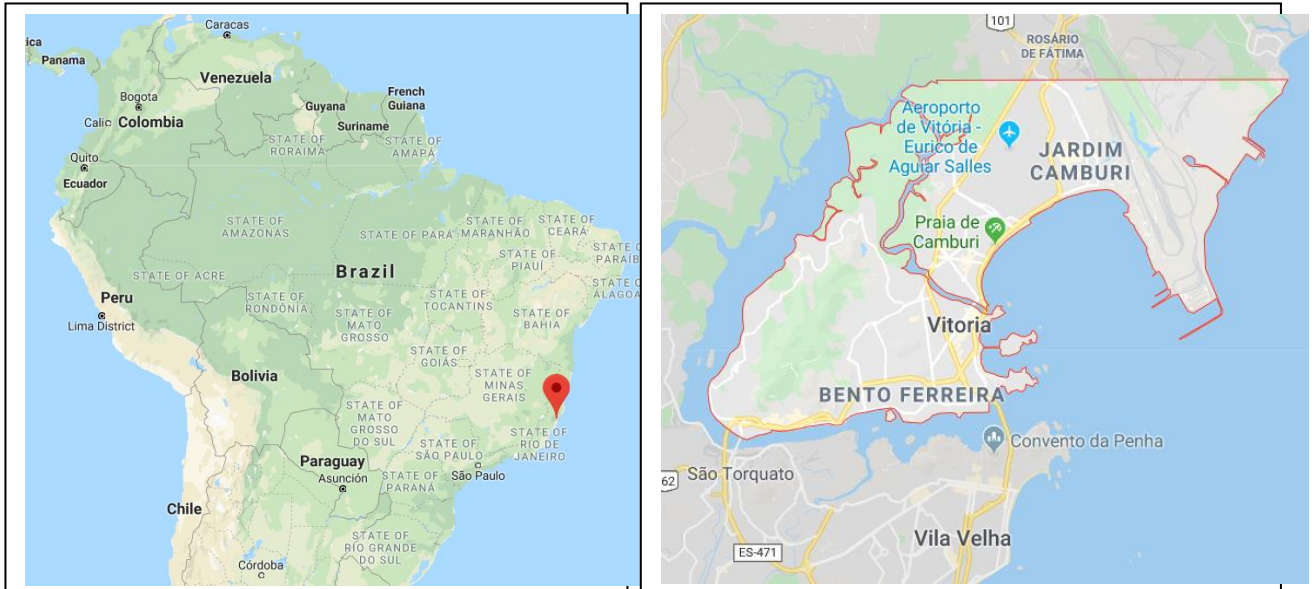 Caracas
ica
Panama
Venezuela
Bogota
Guyana
French
Guiana
Cali
Colombia
Suriname
STATE OF
RORAIMA
STATE OF
AMAPÁ
Quito
Ecuador
STATE OF
AMAZONAS
STATE OF PARÁ
STATE OF
MARANHÃO
STATE OF
CEARÁ
STATE OF
PIAUÍ
STATE O
PARAÍB
STATE ACRE
Brazil
STATE O
ALAGOA
Peru
Lima District
STATE OF
RONDÔNIA
STATE OF
TOCANTINS
STATE OF
MATO
GROSSO
STATE OF
BAHIA
STATE OF
GOIÁS
Bolivia
STATE OF
MINAS
GERAIS
STATE OF
MATO
GROSSO
DO SUL
STATE OF
SÃO PAULO
STATE OF
RIO DE
JANEIRO
Paraguay
Asunción
São Paulo
STATE OF
PARANÁ
Chile
STATE OF
RIO GRANDE
DO SUL
Córdoba
101
ROSÁRIO
DE FÁTIMA
Aeroporto
de Vitória -
Eurico de
Aguiar Salles
JARDIM
CAMBURI
Praia de
Camburi
Vitoria
BENTO FERREIRA
Convento da Penha
São Torquato
62
Vila Velha
ES-471